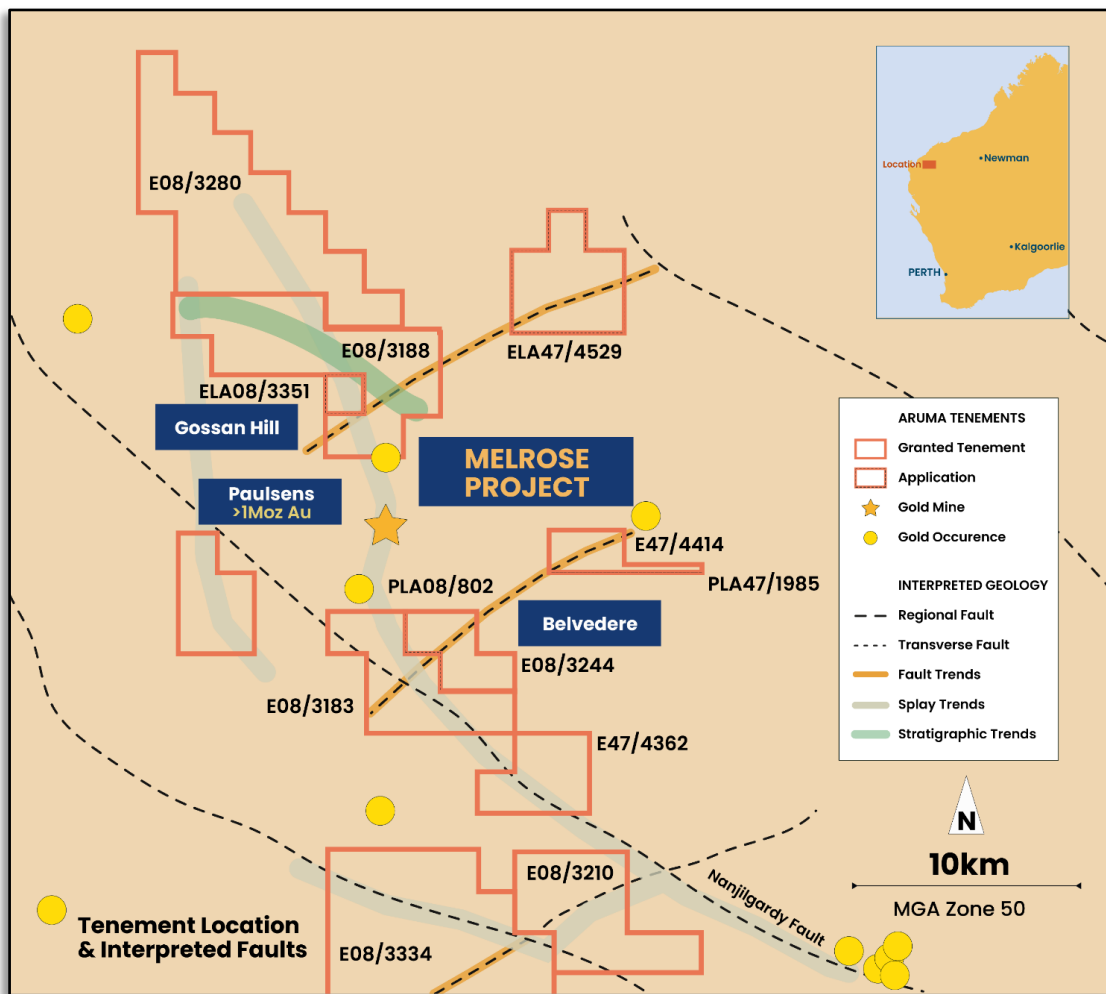 E08/3280
Location
Newman
Kalgoorlie
PERTH
E08/3188
ELA47/4529
ELA08/3351
Gossan Hill
MELROSE
PROJECT
Paulsens
>1Moz Au
ARUMA TENEMENTS
Granted Tenement
Application
Gold Mine
Gold Occurence
INTERPRETED GEOLOGY
Regional Fault
Transverse Fault
Fault Trends
Splay Trends
Stratigraphic Trends
E47/4414
PLA08/802
PLA47/1985
Belvedere
E08/3244
E08/3183
E47/4362
N
10km
MGA Zone 50
E08/3210
Nanjilgardy Fault
Tenement Location
& Interpreted Faults
E08/3334